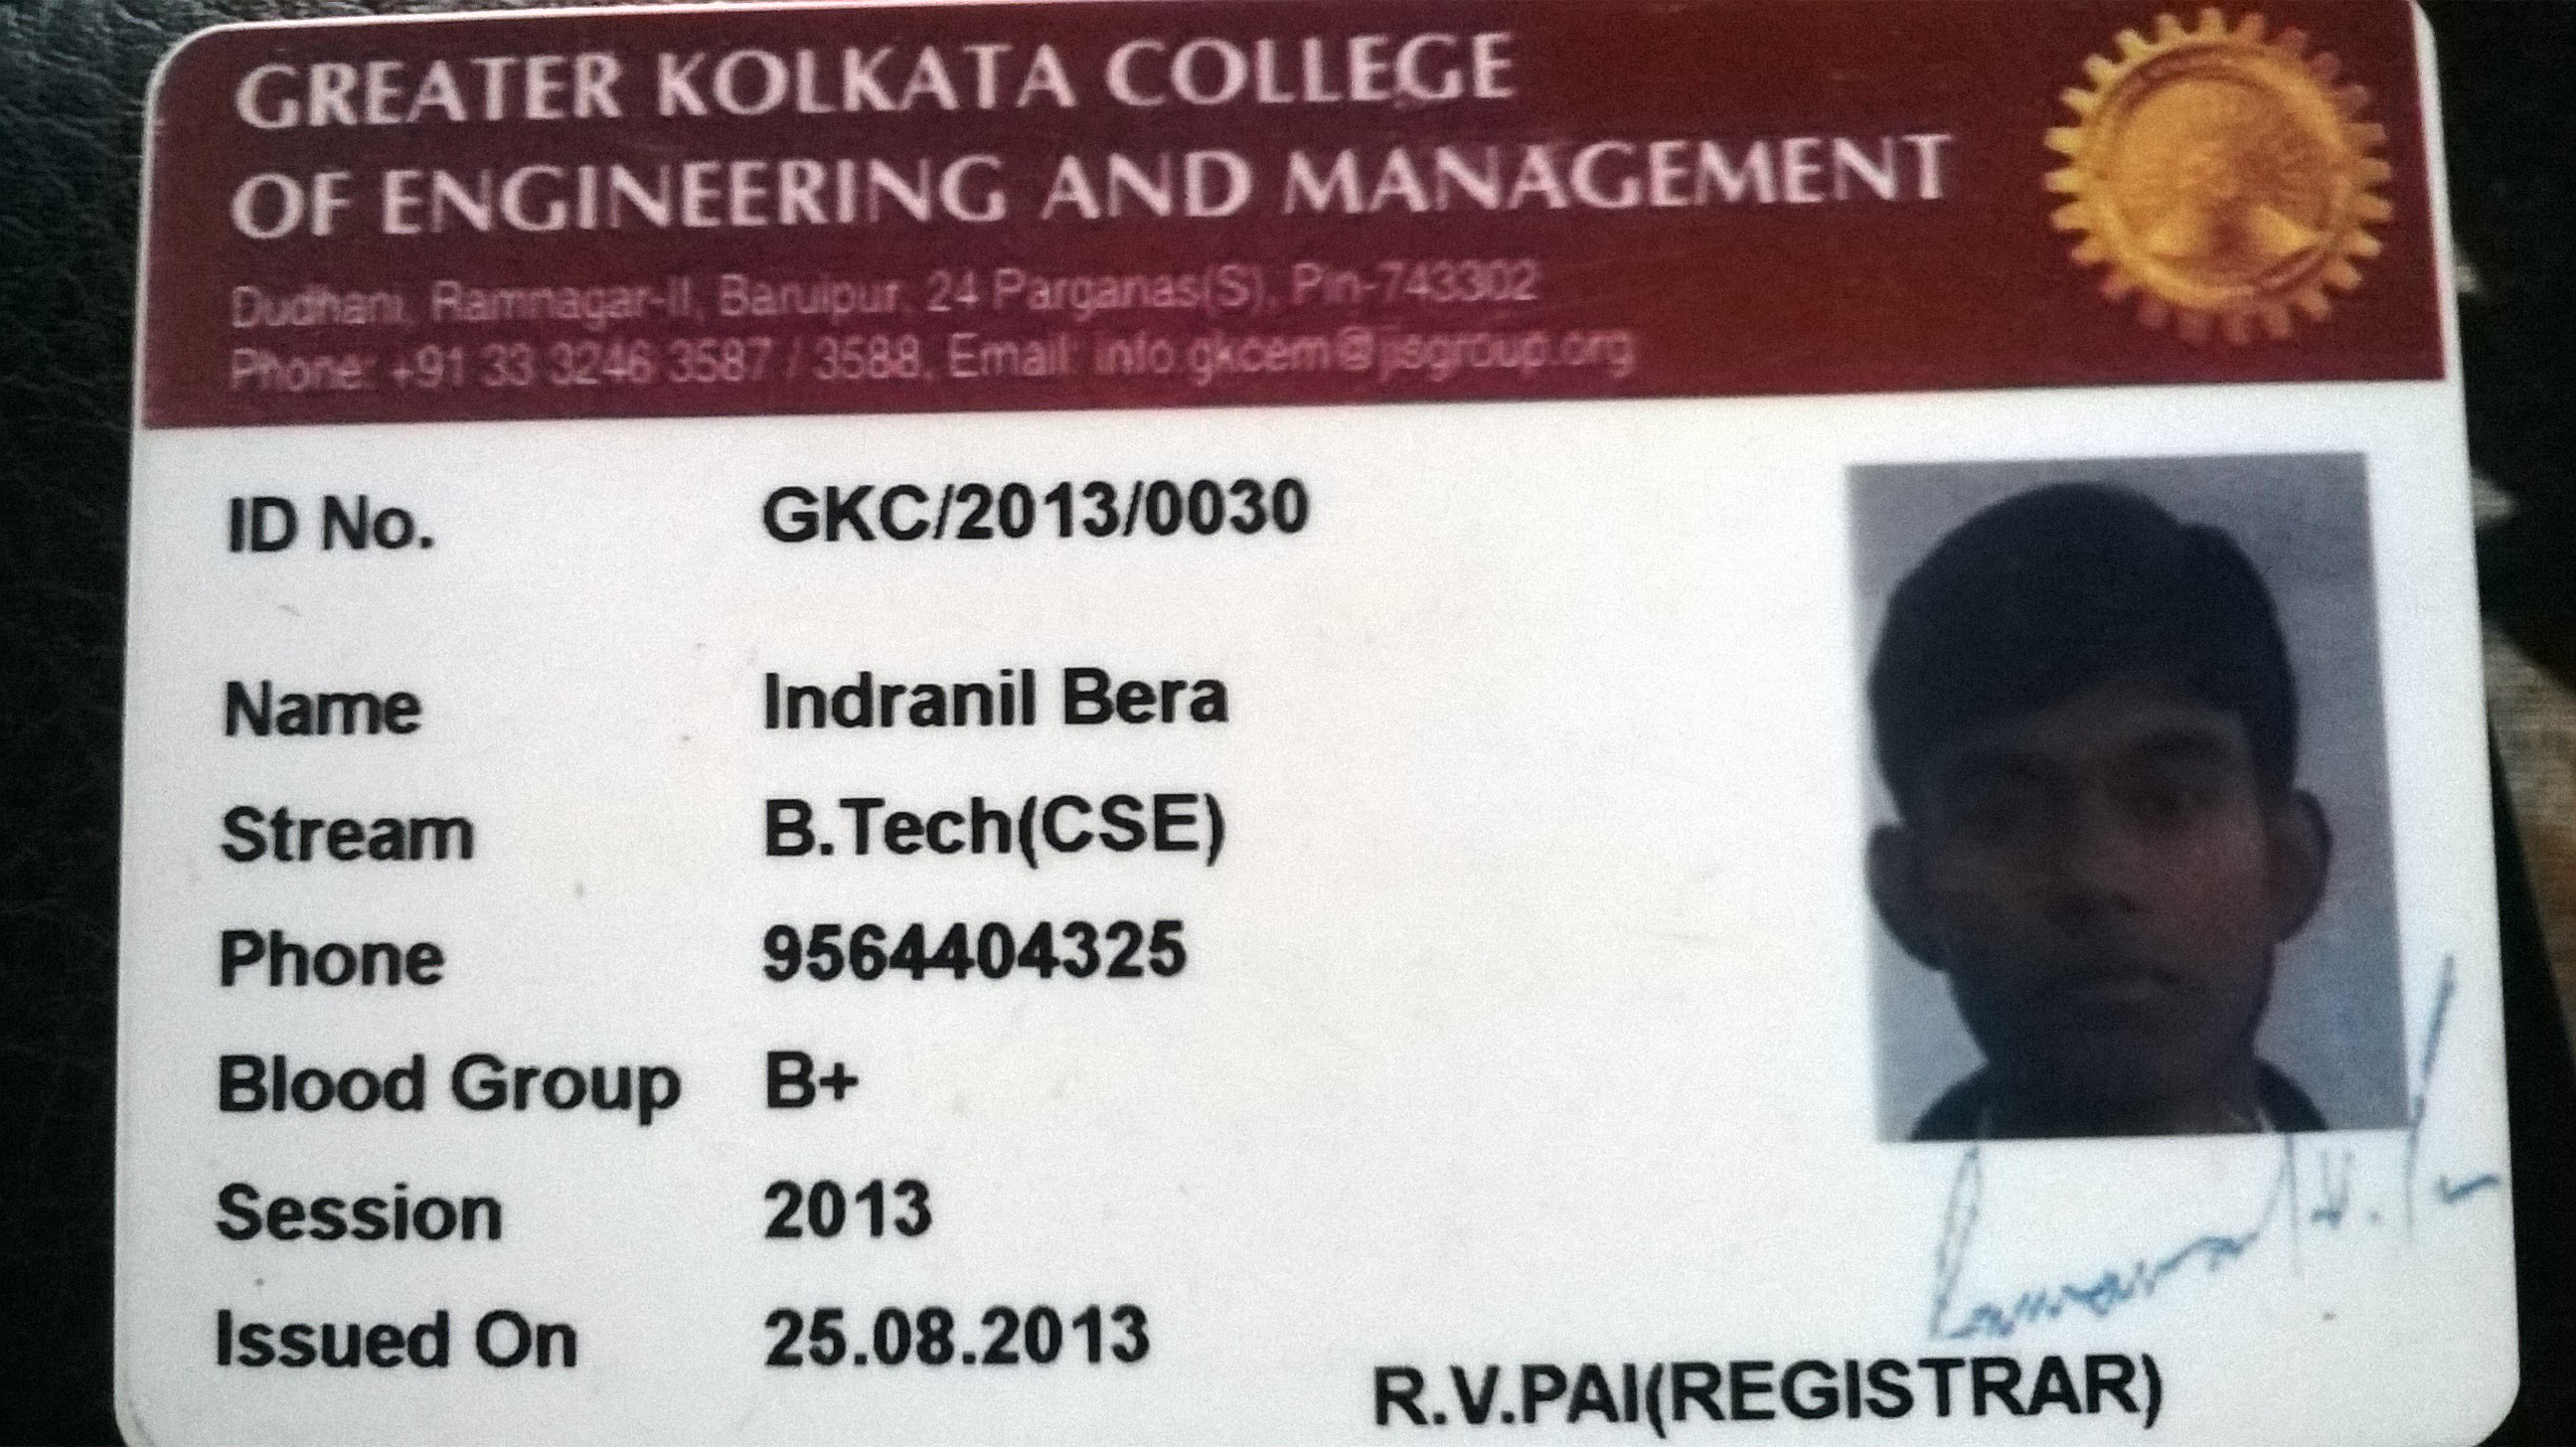 GREATER KOLKATA COLLEGE
OF ENGINEERING AND MANAGEMENT
Dudhani, Ramnagar-II, Baruipur, 24 Parganas(S), Pin-743302
Phone: +91 33 3246 3587 / 3588, Email: info.gkcem@jisgroup.org
ID No. GKC/2013/0030
Name Indranil Bera
Stream B.Tech(CSE)
Phone 9564404325
Blood Group B+
Session 2013
Issued On 25.08.2013
R.V.PAI(REGISTRAR)